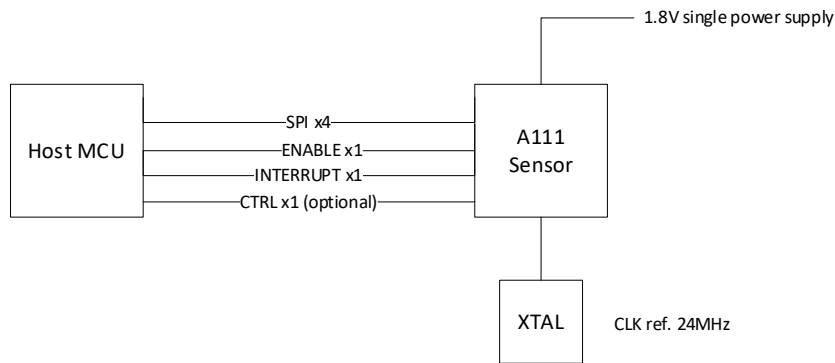 1.8V single power supply
Host MCU
SPI x4
ENABLE x1
INTERRUPT x1
CTRL x1 (optional)
A111
Sensor
XTAL
CLK ref. 24MHz